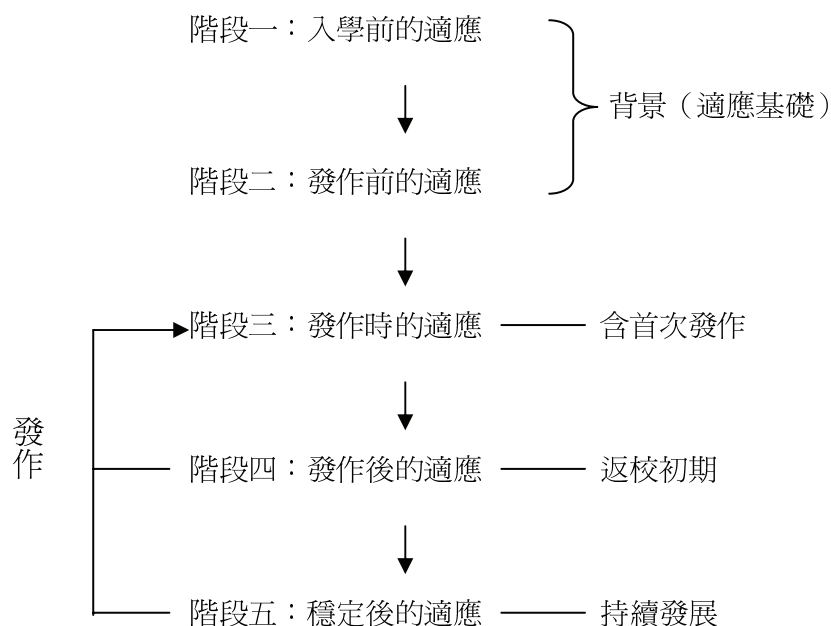 階段一：入學前的適應
背景（適應基礎）
階段二：發作前的適應
階段三：發作時的適應
含首次發作
發作
階段四：發作後的適應
返校初期
階段五：穩定後的適應
持續發展